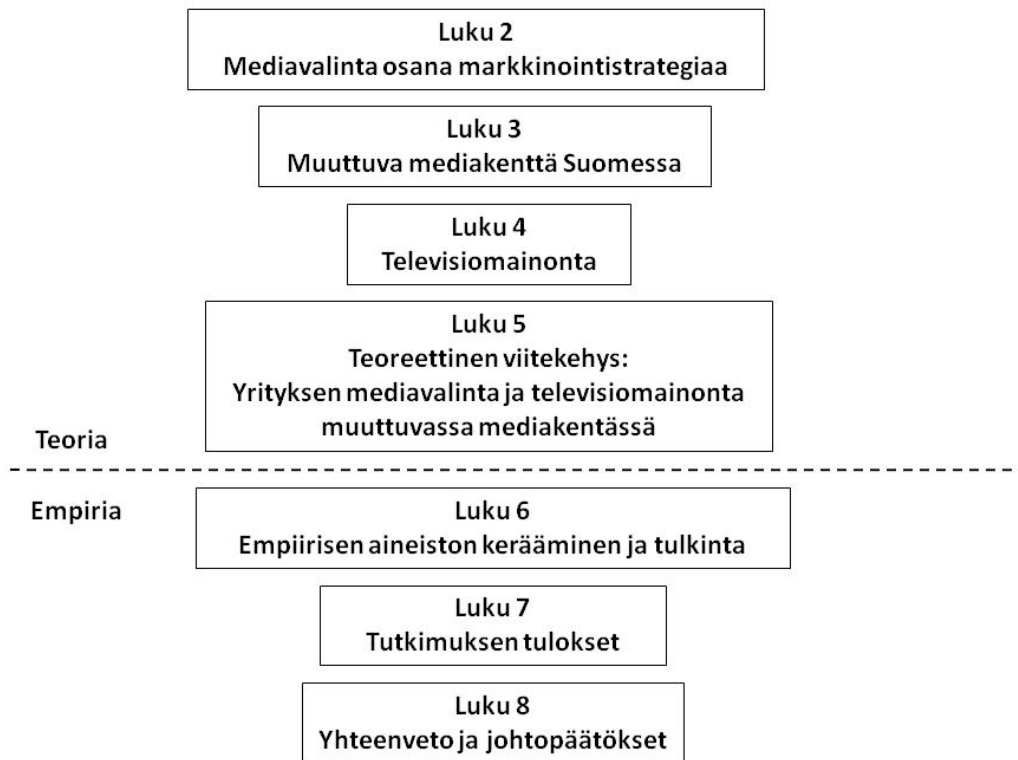 Luku 2
Mediavalinta osana markkinointistrategiaa
Luku 3
Muuttuva mediakenttä Suomessa
Luku 4
Televisiomainonta
Luku 5
Teoreettinen viitekehys:
Yrityksen mediavalinta ja televisiomainonta
muuttuvassa mediakentässä
Teoria
Empiria
Luku 6
Empiirisen aineiston kerääminen ja tulkinta
Luku 7
Tutkimuksen tulokset
Luku 8
Yhteenveto ja johtopäätökset